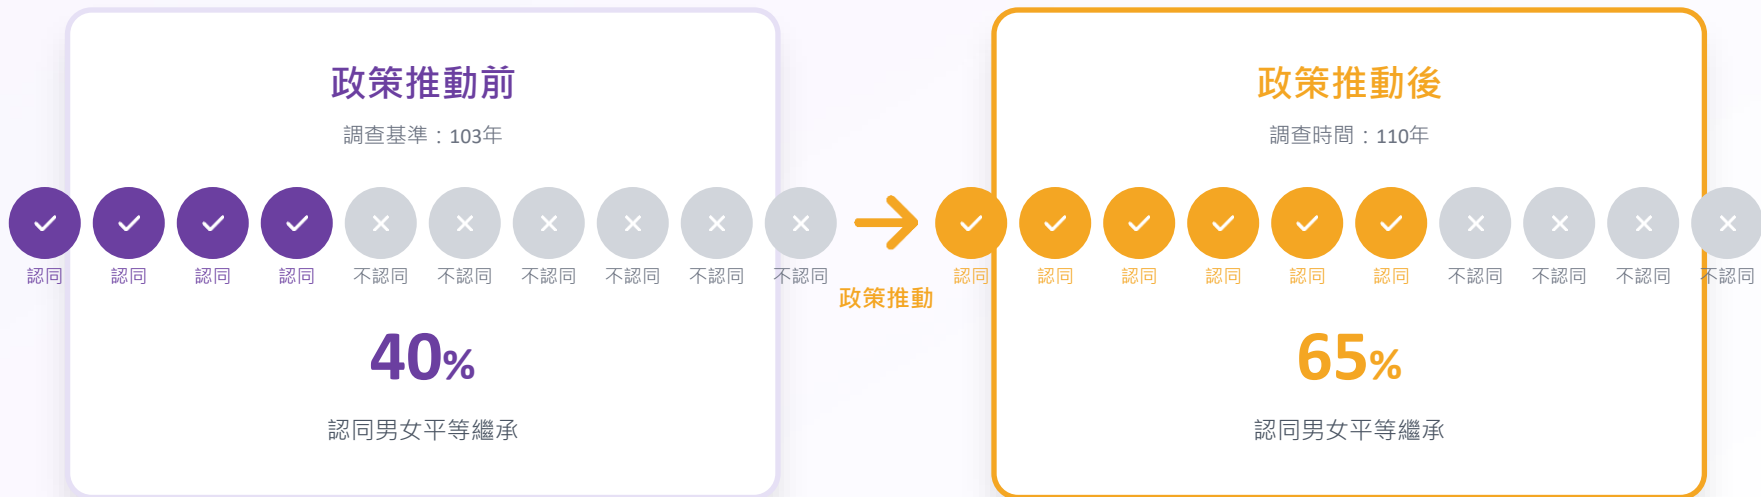 政策推動前
調查基準：103年
認同 認同 認同 認同 不認同 不認同 不認同 不認同 不認同 不認同
40%
認同男女平等繼承
政策推動
政策推動後
調查時間：110年
認同 認同 認同 認同 認同 認同 不認同 不認同 不認同 不認同
65%
認同男女平等繼承